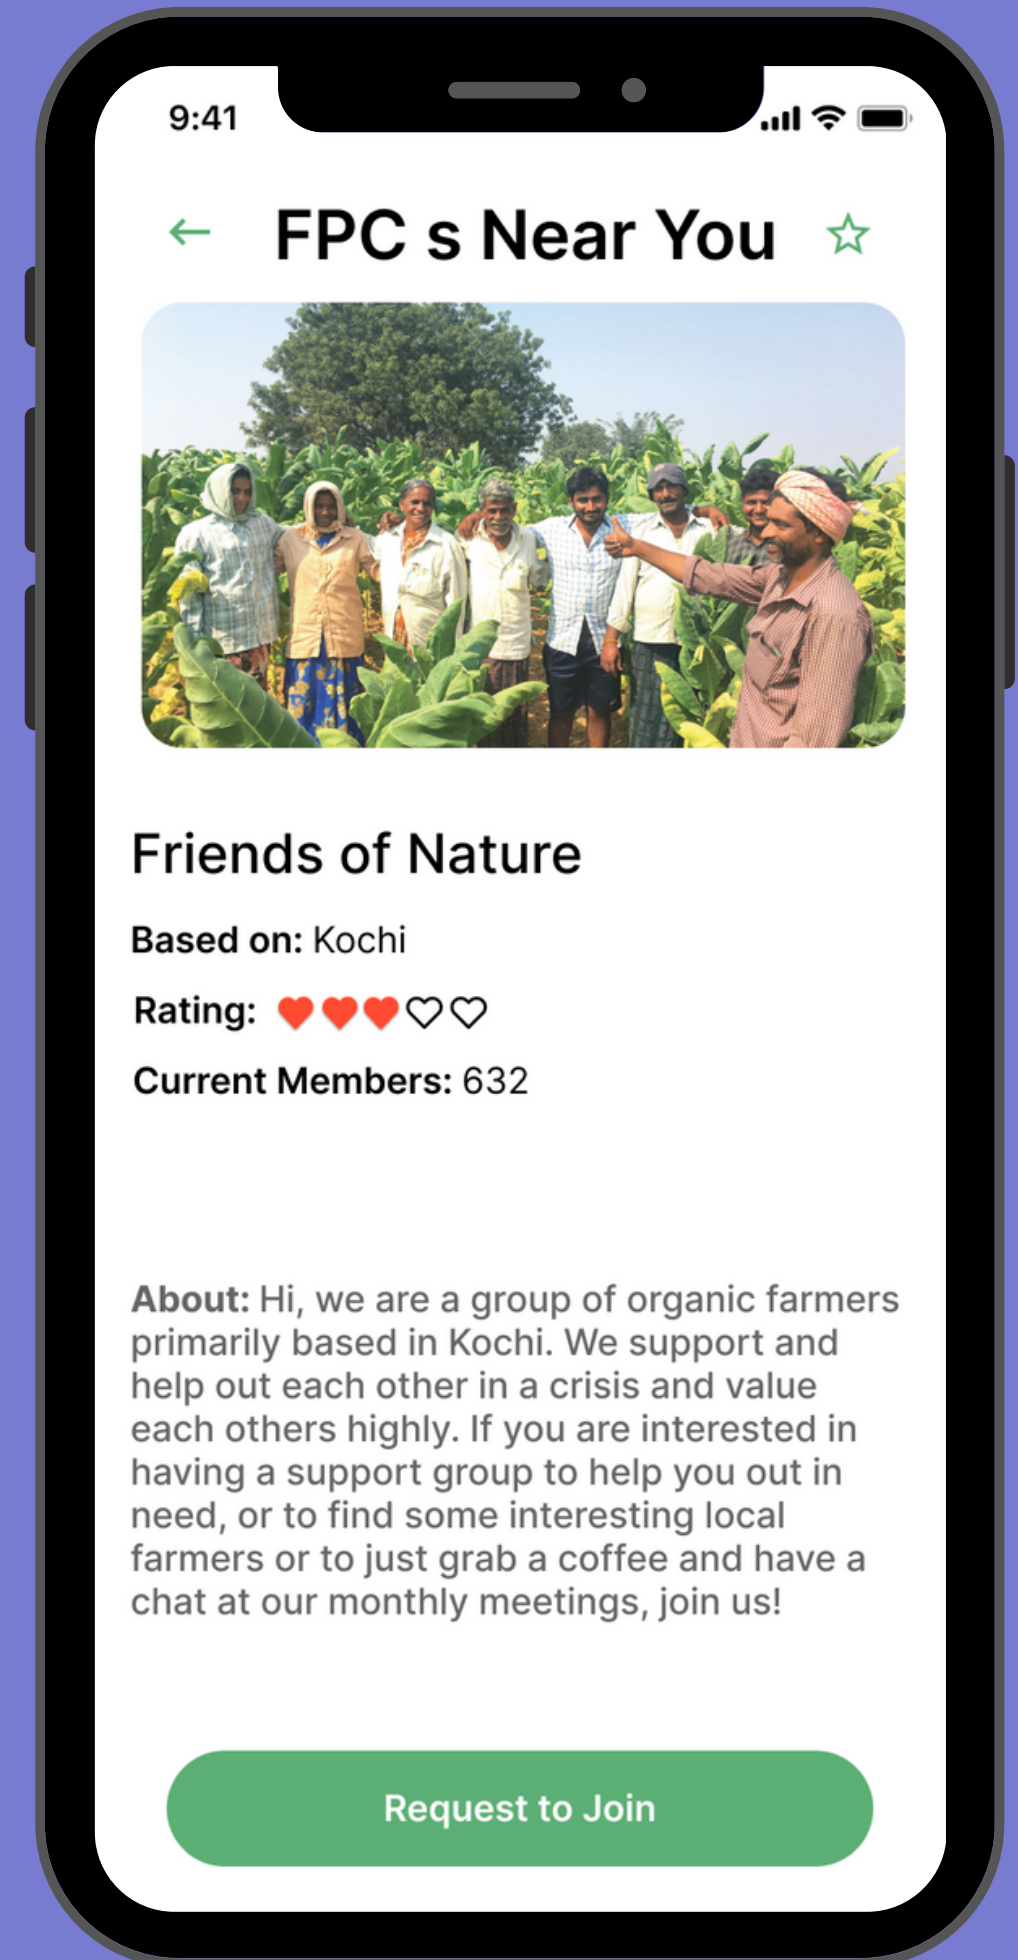 9:41
FPC s Near You
Friends of Nature
Based on: Kochi
Rating:
Current Members: 632
About: Hi, we are a group of organic farmers
primarily based in Kochi. We support and
help out each other in a crisis and value
each others highly. If you are interested in
having a support group to help you out in
need, or to find some interesting local
farmers or to just grab a coffee and have a
chat at our monthly meetings, join us!
Request to Join